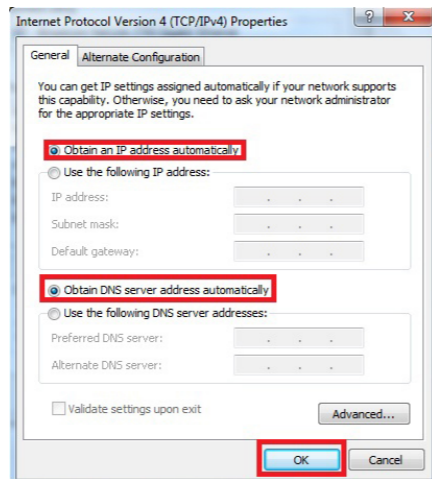 Internet Protocol Version 4 (TCP/IPv4) Properties
General
Alternate Configuration
You can get IP settings assigned automatically if your network supports
this capability. Otherwise, you need to ask your network administrator
for the appropriate IP settings.
Obtain an IP address automatically
Use the following IP address:
IP address:
Subnet mask:
Default gateway:
Obtain DNS server address automatically
Use the following DNS server addresses:
Preferred DNS server:
Alternate DNS server:
Validate settings upon exit
Advanced...
OK
Cancel